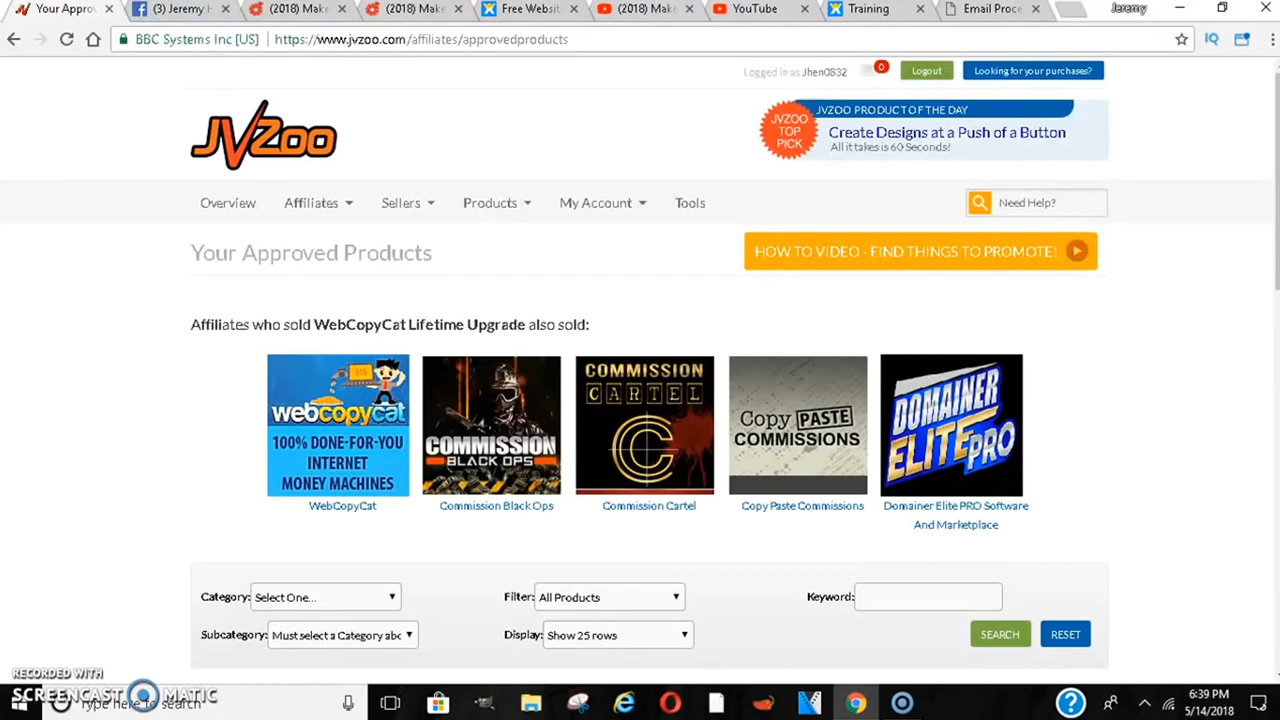 Your Appro
(3) Jeremy H
(2018) Make
(2018) Make
Free Websit
(2018) Mak
YouTube
Training
Email Proce
Jeremy
BBC Systems Inc [US]
https://www.jvzoo.com/affiliates/approvedproducts
Logged in as Jhen0832
0
Logout
Looking for your purchases?
JVZoo
JVZOO TOP PICK
JVZOO PRODUCT OF THE DAY
Create Designs at a Push of a Button
All it takes is 60 Seconds!
Overview
Affiliates
Sellers
Products
My Account
Tools
Need Help?
Your Approved Products
HOW TO VIDEO - FIND THINGS TO PROMOTE!
Affiliates who sold WebCopyCat Lifetime Upgrade also sold:
webcopycat
100% DONE-FOR-YOU
INTERNET
MONEY MACHINES
COMMISSION
BLACK OPS
COMMISSION
CARTEL
Copy PASTE
COMMISSIONS
DOMAINER
ELITE PRO
WebCopyCat
Commission Black Ops
Commission Cartel
Copy Paste Commissions
Domainer Elite PRO Software
And Marketplace
Category: Select One...
Filter: All Products
Keyword:
Subcategory: Must select a Category abc
Display: Show 25 rows
SEARCH
RESET
RECORDED WITH
SCREENCAST MATIC
Type here to search
6:39 PM
5/14/2018